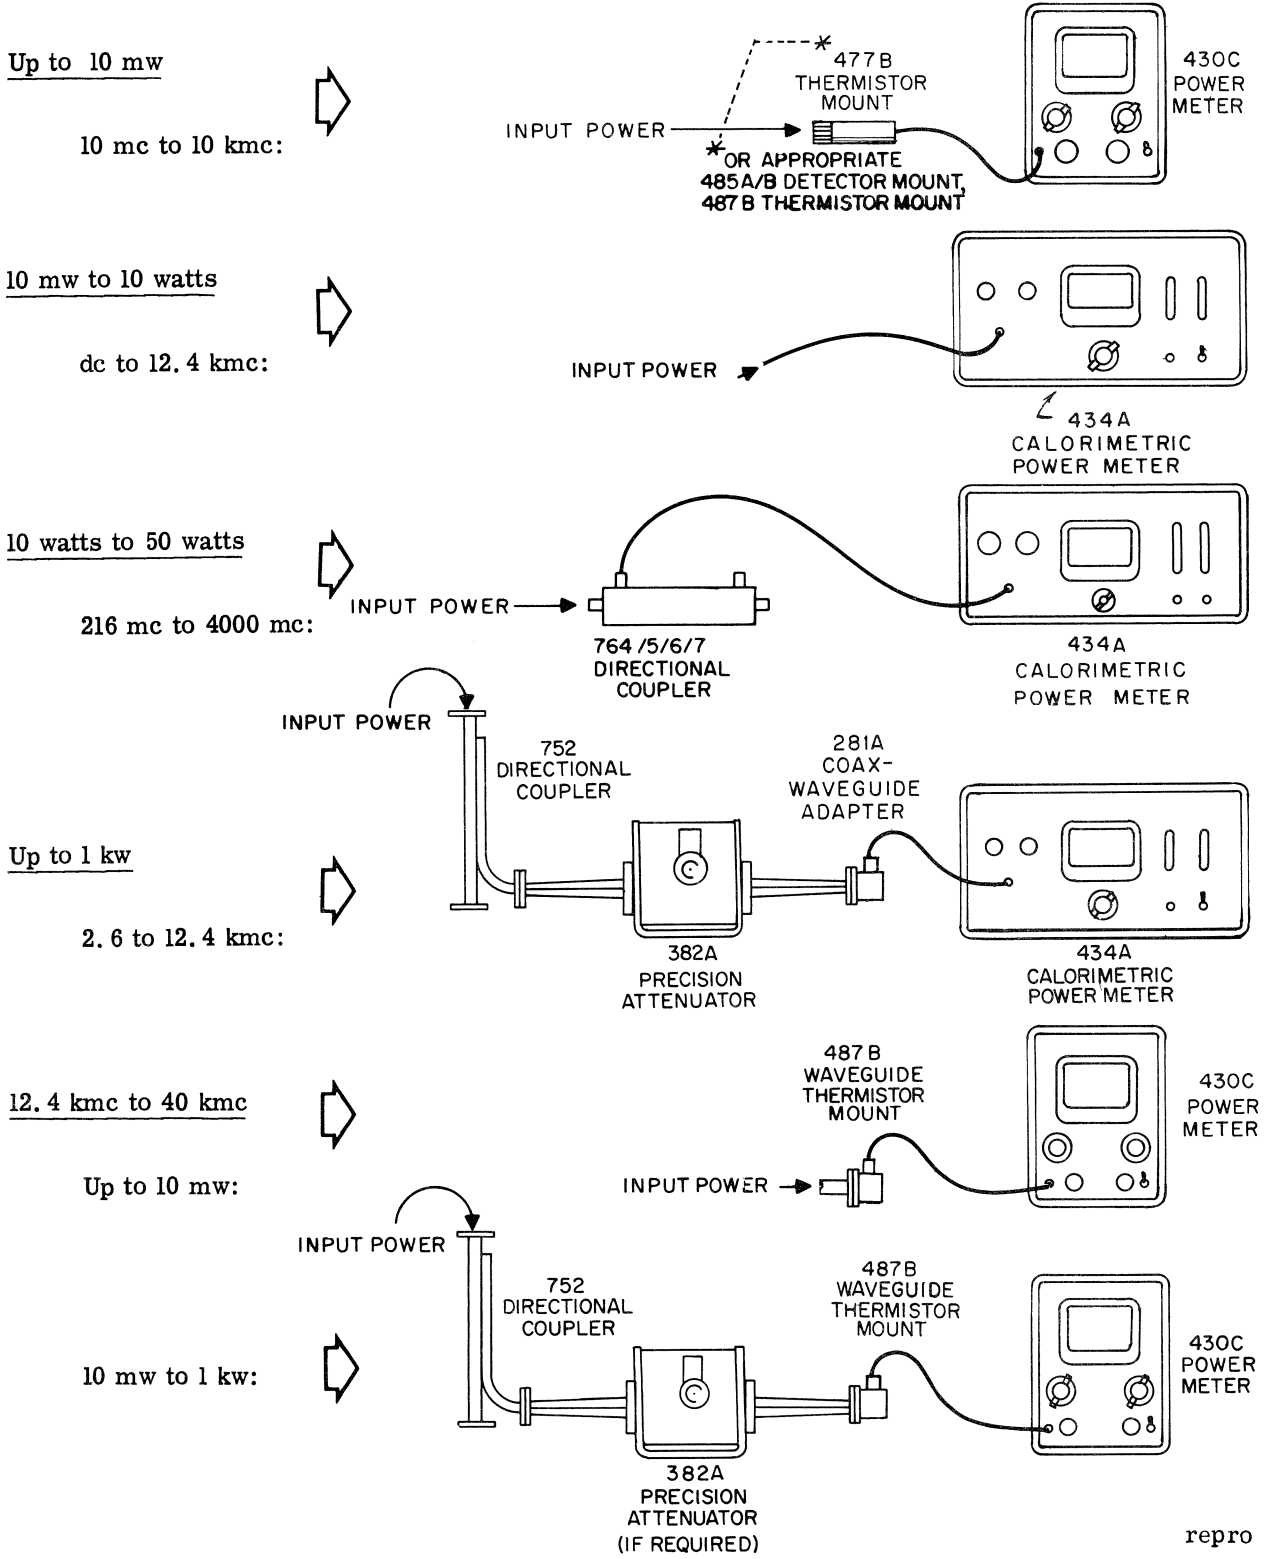 Up to 10 mw
10 mc to 10 kmc:
INPUT POWER
*
477B
THERMISTOR
MOUNT
*
OR APPROPRIATE
485A/B DETECTOR MOUNT,
487B THERMISTOR MOUNT
430C
POWER
METER
10 mw to 10 watts
dc to 12.4 kmc:
INPUT POWER
434A
CALORIMETRIC
POWER METER
10 watts to 50 watts
216 mc to 4000 mc:
INPUT POWER
764/5/6/7
DIRECTIONAL
COUPLER
434A
CALORIMETRIC
POWER METER
Up to 1 kw
2.6 to 12.4 kmc:
INPUT POWER
752
DIRECTIONAL
COUPLER
382A
PRECISION
ATTENUATOR
281A
COAX-
WAVEGUIDE
ADAPTER
434A
CALORIMETRIC
POWER METER
12.4 kmc to 40 kmc
Up to 10 mw:
INPUT POWER
487B
WAVEGUIDE
THERMISTOR
MOUNT
430C
POWER
METER
10 mw to 1 kw:
INPUT POWER
752
DIRECTIONAL
COUPLER
382A
PRECISION
ATTENUATOR
(IF REQUIRED)
487B
WAVEGUIDE
THERMISTOR
MOUNT
430C
POWER
METER
repro